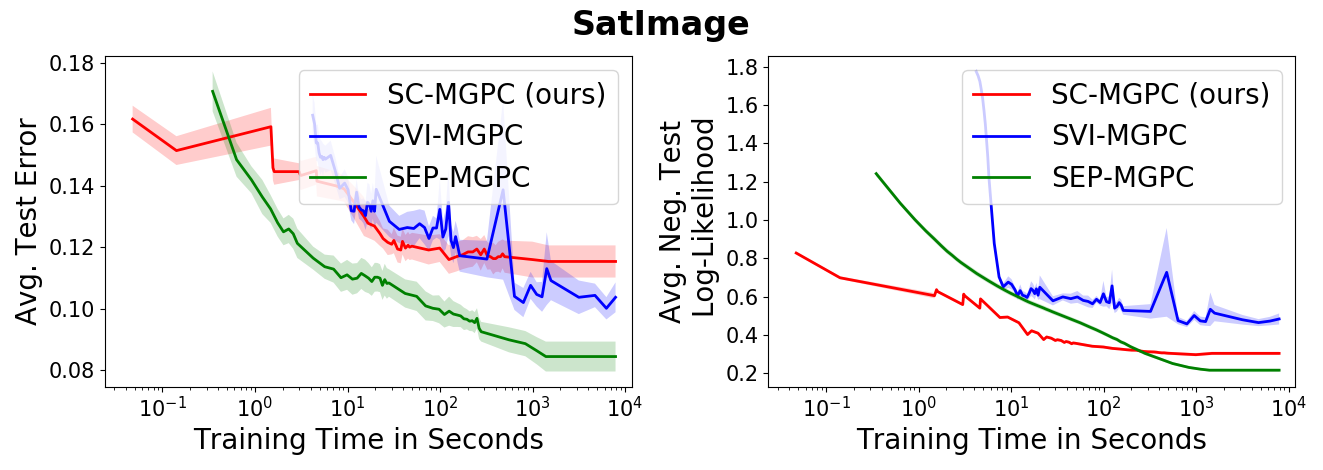 SatImage
Avg. Test Error
0.18
0.16
0.14
0.12
0.10
0.08
SC-MGPC (ours)
SVI-MGPC
SEP-MGPC
10⁻¹ 10⁰ 10¹ 10² 10³ 10⁴
Training Time in Seconds
Avg. Neg. Test
Log-Likelihood
1.8
1.6
1.4
1.2
1.0
0.8
0.6
0.4
0.2
SC-MGPC (ours)
SVI-MGPC
SEP-MGPC
10⁻¹ 10⁰ 10¹ 10² 10³ 10⁴
Training Time in Seconds